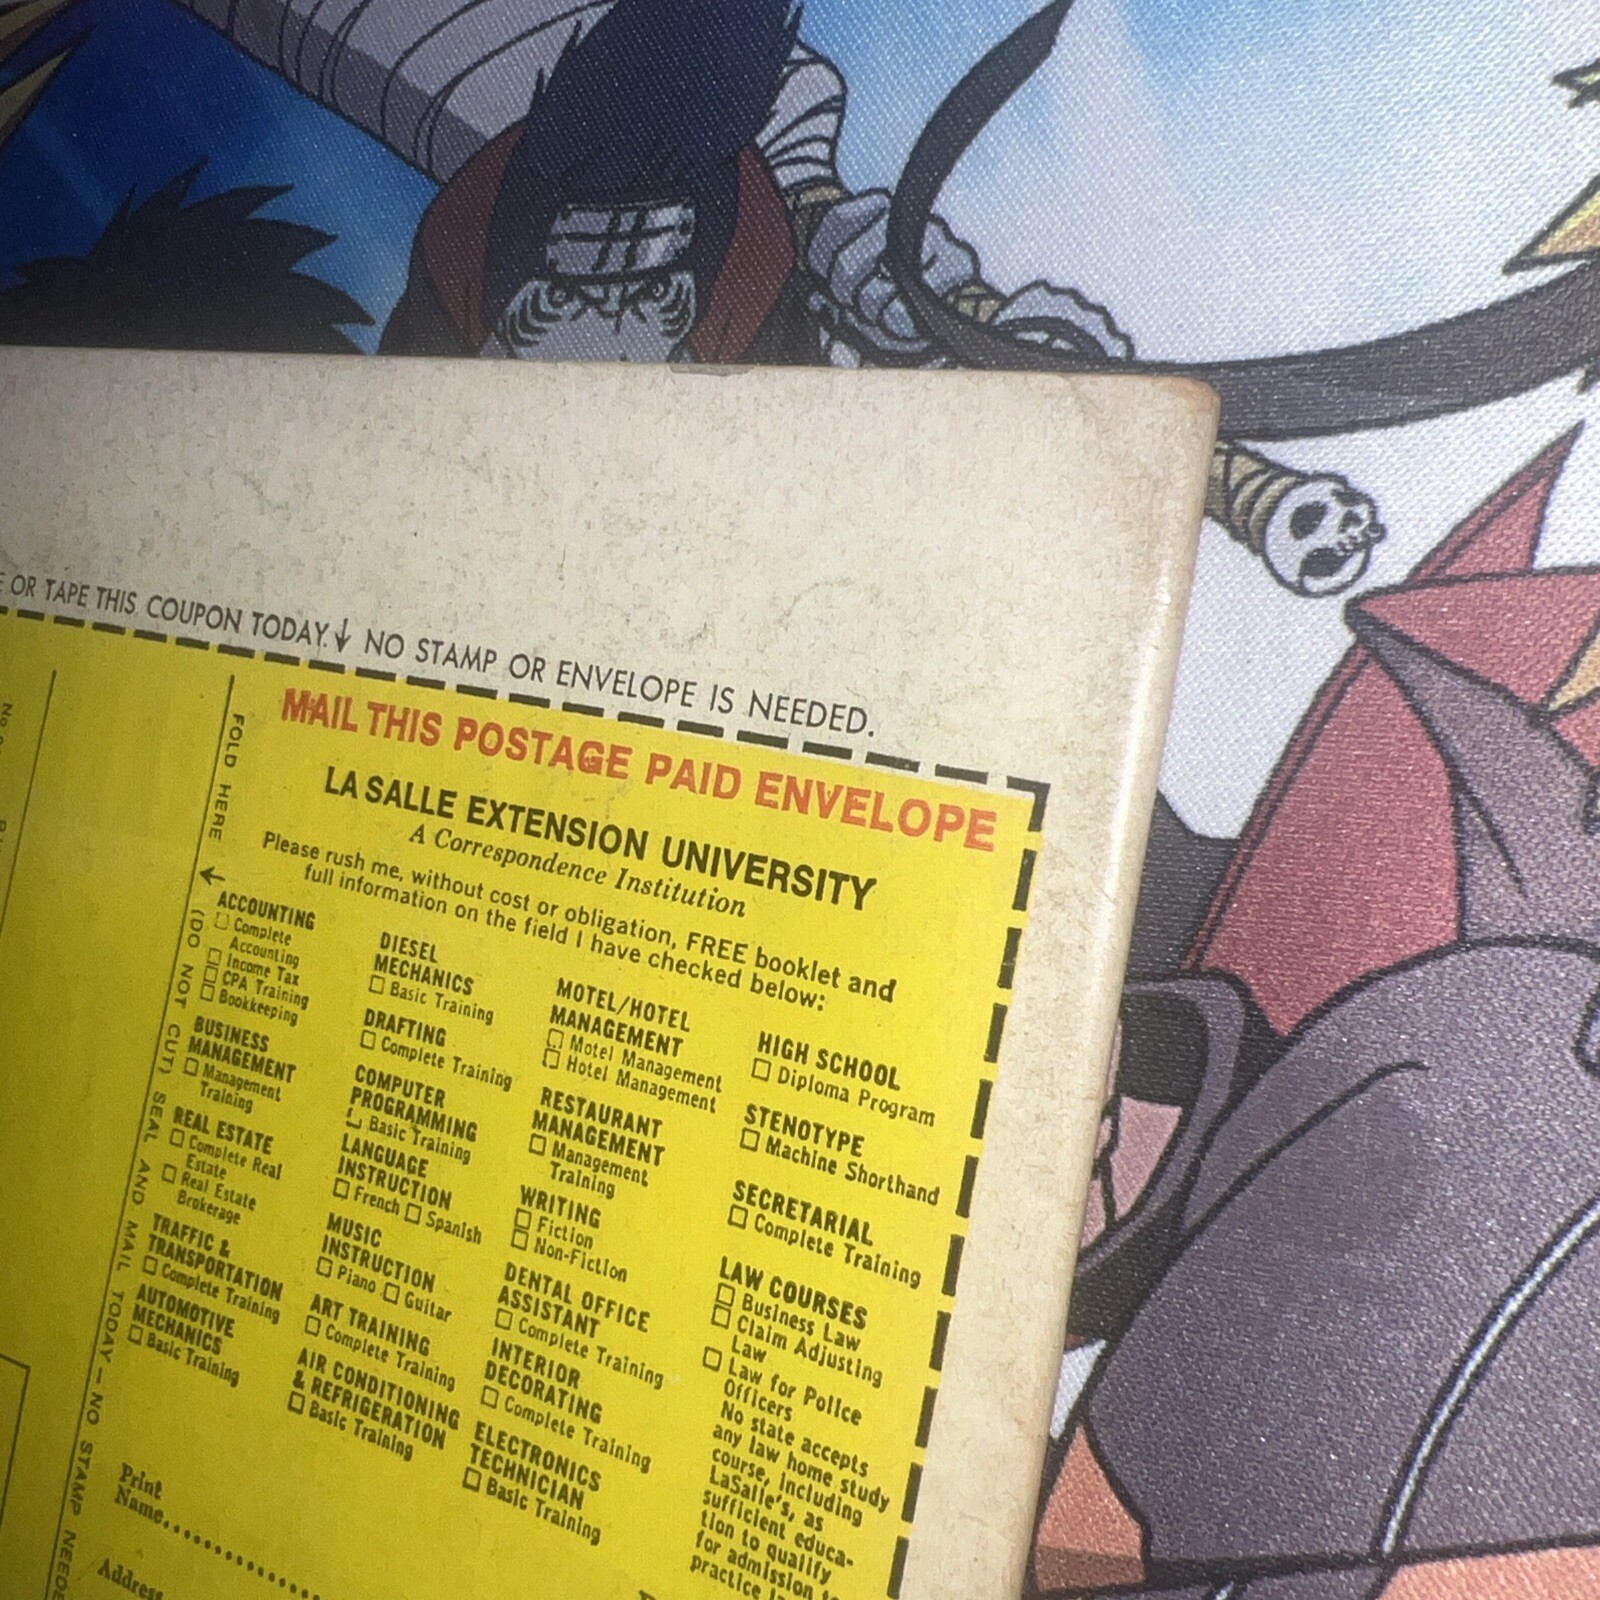 OR TAPE THIS COUPON TODAY.↓ NO STAMP OR ENVELOPE IS NEEDED.
MAIL THIS POSTAGE PAID ENVELOPE
LA SALLE EXTENSION UNIVERSITY
A Correspondence Institution
Please rush me, without cost or obligation, FREE booklet and
full information on the field I have checked below:
FOLD HERE ↓ (DO NOT CUT) SEAL AND MAIL TODAY — NO STAMP
ACCOUNTING
☐ Complete
Accounting
☐ Income Tax
☐ CPA Training
☐ Bookkeeping
BUSINESS
MANAGEMENT
☐ Management
Training
REAL ESTATE
☐ Complete Real
Estate
☐ Real Estate
Brokerage
TRAFFIC &
TRANSPORTATION
☐ Complete Training
AUTOMOTIVE
MECHANICS
☐ Basic Training
DIESEL
MECHANICS
☐ Basic Training
DRAFTING
☐ Complete Training
COMPUTER
PROGRAMMING
☐ Basic Training
LANGUAGE
INSTRUCTION
☐ French ☐ Spanish
MUSIC
INSTRUCTION
☐ Piano ☐ Guitar
ART TRAINING
☐ Complete Training
AIR CONDITIONING
& REFRIGERATION
☐ Basic Training
MOTEL/HOTEL
MANAGEMENT
☐ Motel Management
☐ Hotel Management
RESTAURANT
MANAGEMENT
☐ Management
Training
WRITING
☐ Fiction
☐ Non-Fiction
DENTAL OFFICE
ASSISTANT
☐ Complete Training
INTERIOR
DECORATING
☐ Complete Training
ELECTRONICS
TECHNICIAN
☐ Basic Training
HIGH SCHOOL
☐ Diploma Program
STENOTYPE
☐ Machine Shorthand
SECRETARIAL
☐ Complete Training
LAW COURSES
☐ Business Law
☐ Claim Adjusting
Law
☐ Law for Police
Officers
No state accepts
any law home study
course, including
LaSalle's, as
sufficient educa-
tion to qualify
for admission
practice
Print
Name
Address